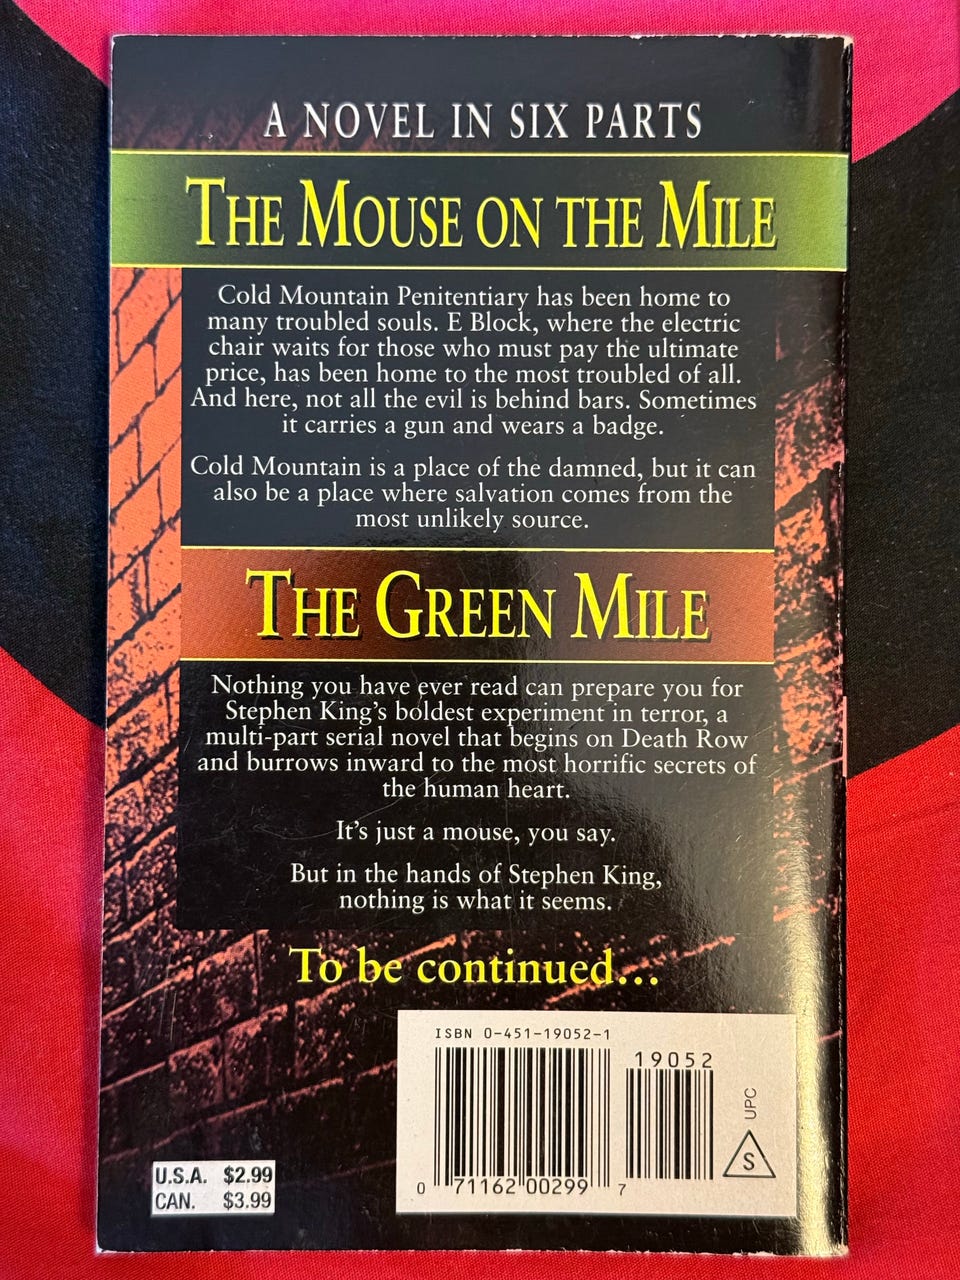 A NOVEL IN SIX PARTS
THE MOUSE ON THE MILE
Cold Mountain Penitentiary has been home to
many troubled souls. E Block, where the electric
chair waits for those who must pay the ultimate
price, has been home to the most troubled of all.
And here, not all the evil is behind bars. Sometimes
it carries a gun and wears a badge.
Cold Mountain is a place of the damned, but it can
also be a place where salvation comes from the
most unlikely source.
THE GREEN MILE
Nothing you have ever read can prepare you for
Stephen King's boldest experiment in terror, a
multi-part serial novel that begins on Death Row
and burrows inward to the most horrific secrets of
the human heart.
It's just a mouse, you say.
But in the hands of Stephen King,
nothing is what it seems.
To be continued...
ISBN 0-451-19052-1
19052
0 71162 00299 7
UPC
S
U.S.A. $2.99
CAN. $3.99